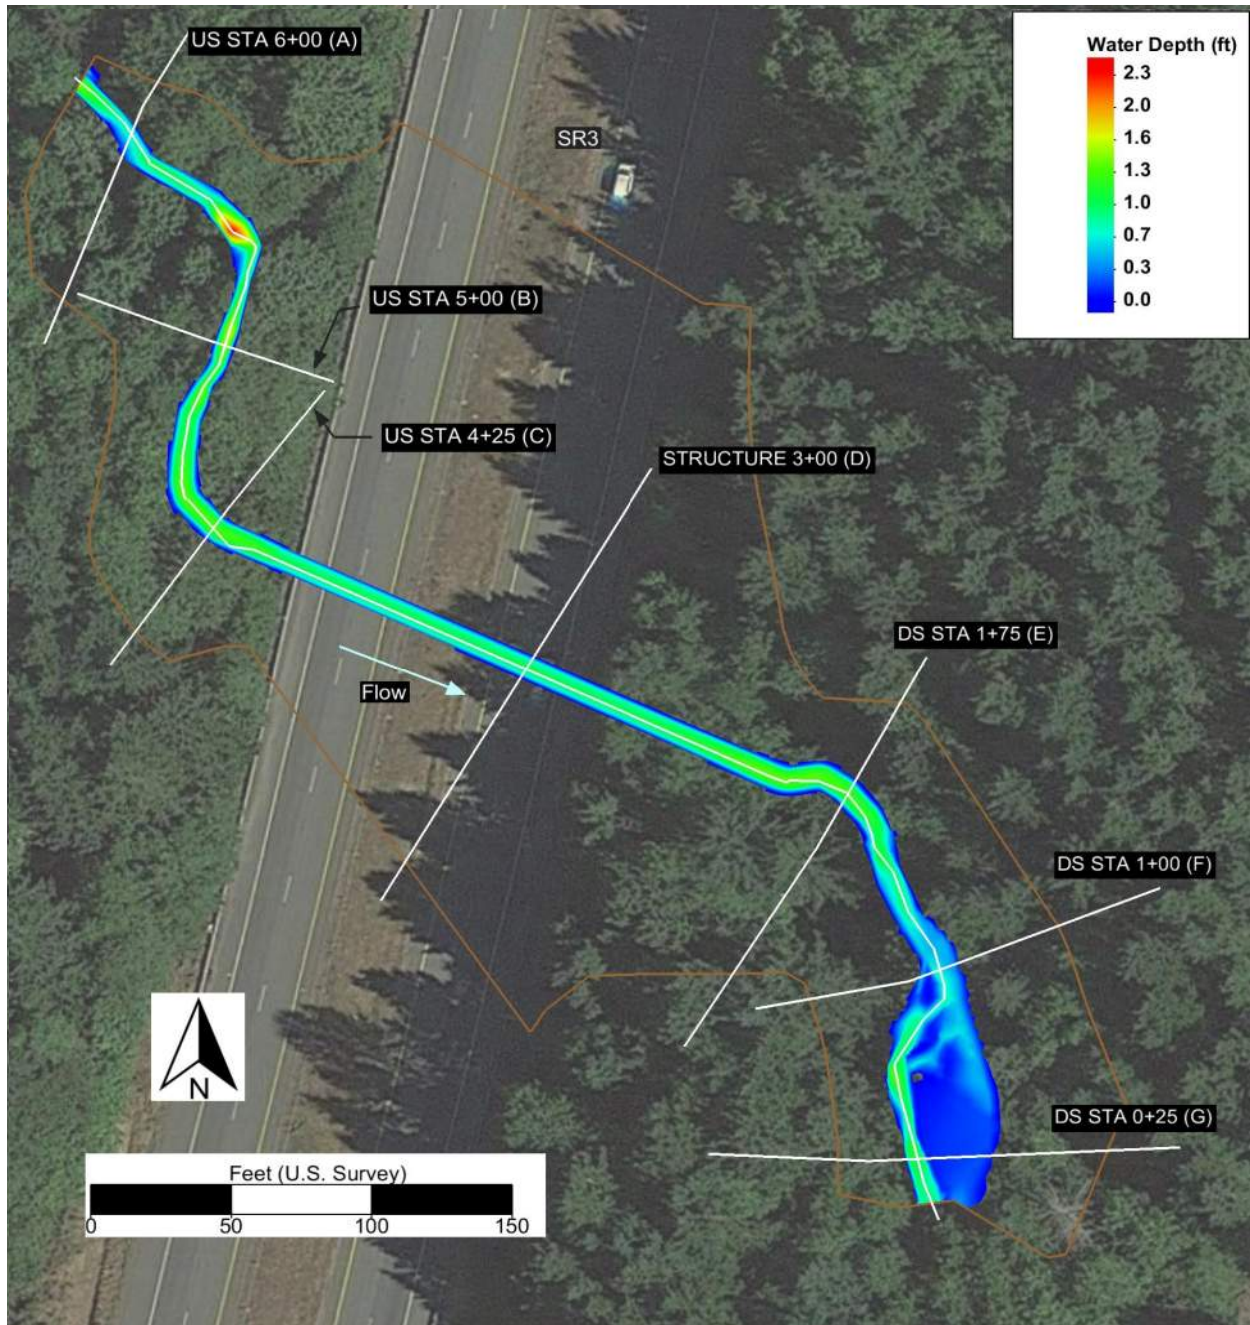 US STA 6+00 (A)
Water Depth (ft)
2.3
2.0
1.6
1.3
1.0
0.7
0.3
0.0
SR3
US STA 5+00 (B)
US STA 4+25 (C)
STRUCTURE 3+00 (D)
DS STA 1+75 (E)
Flow
DS STA 1+00 (F)
N
DS STA 0+25 (G)
Feet (U.S. Survey)
0 50 100 150